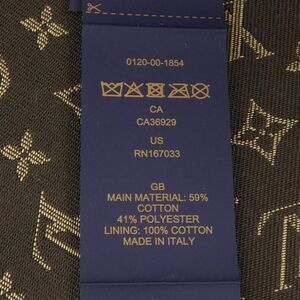 0120-00-1854
CA
CA36929
US
RN167033
GB
MAIN MATERIAL: 59%
COTTON
41% POLYESTER
LINING: 100% COTTON
MADE IN ITALY